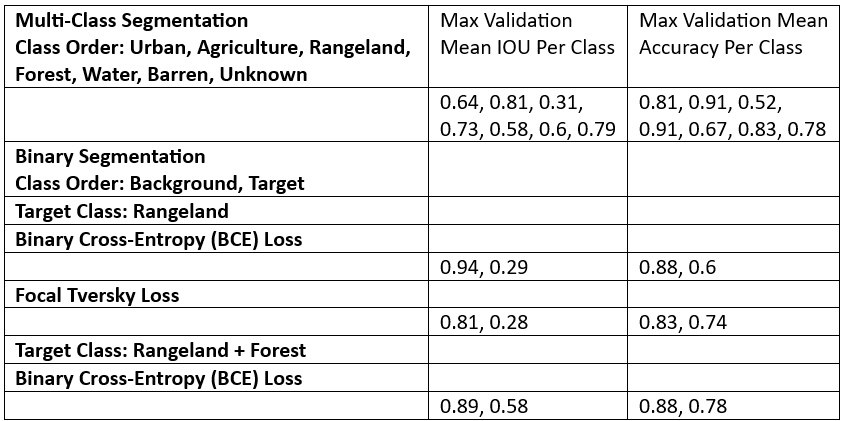 Multi-Class Segmentation
Class Order: Urban, Agriculture, Rangeland,
Forest, Water, Barren, Unknown
Max Validation
Mean IOU Per Class
Max Validation Mean
Accuracy Per Class
0.64, 0.81, 0.31,
0.73, 0.58, 0.6, 0.79
0.81, 0.91, 0.52,
0.91, 0.67, 0.83, 0.78
Binary Segmentation
Class Order: Background, Target
Target Class: Rangeland
Binary Cross-Entropy (BCE) Loss
0.94, 0.29
0.88, 0.6
Focal Tversky Loss
0.81, 0.28
0.83, 0.74
Target Class: Rangeland + Forest
Binary Cross-Entropy (BCE) Loss
0.89, 0.58
0.88, 0.78